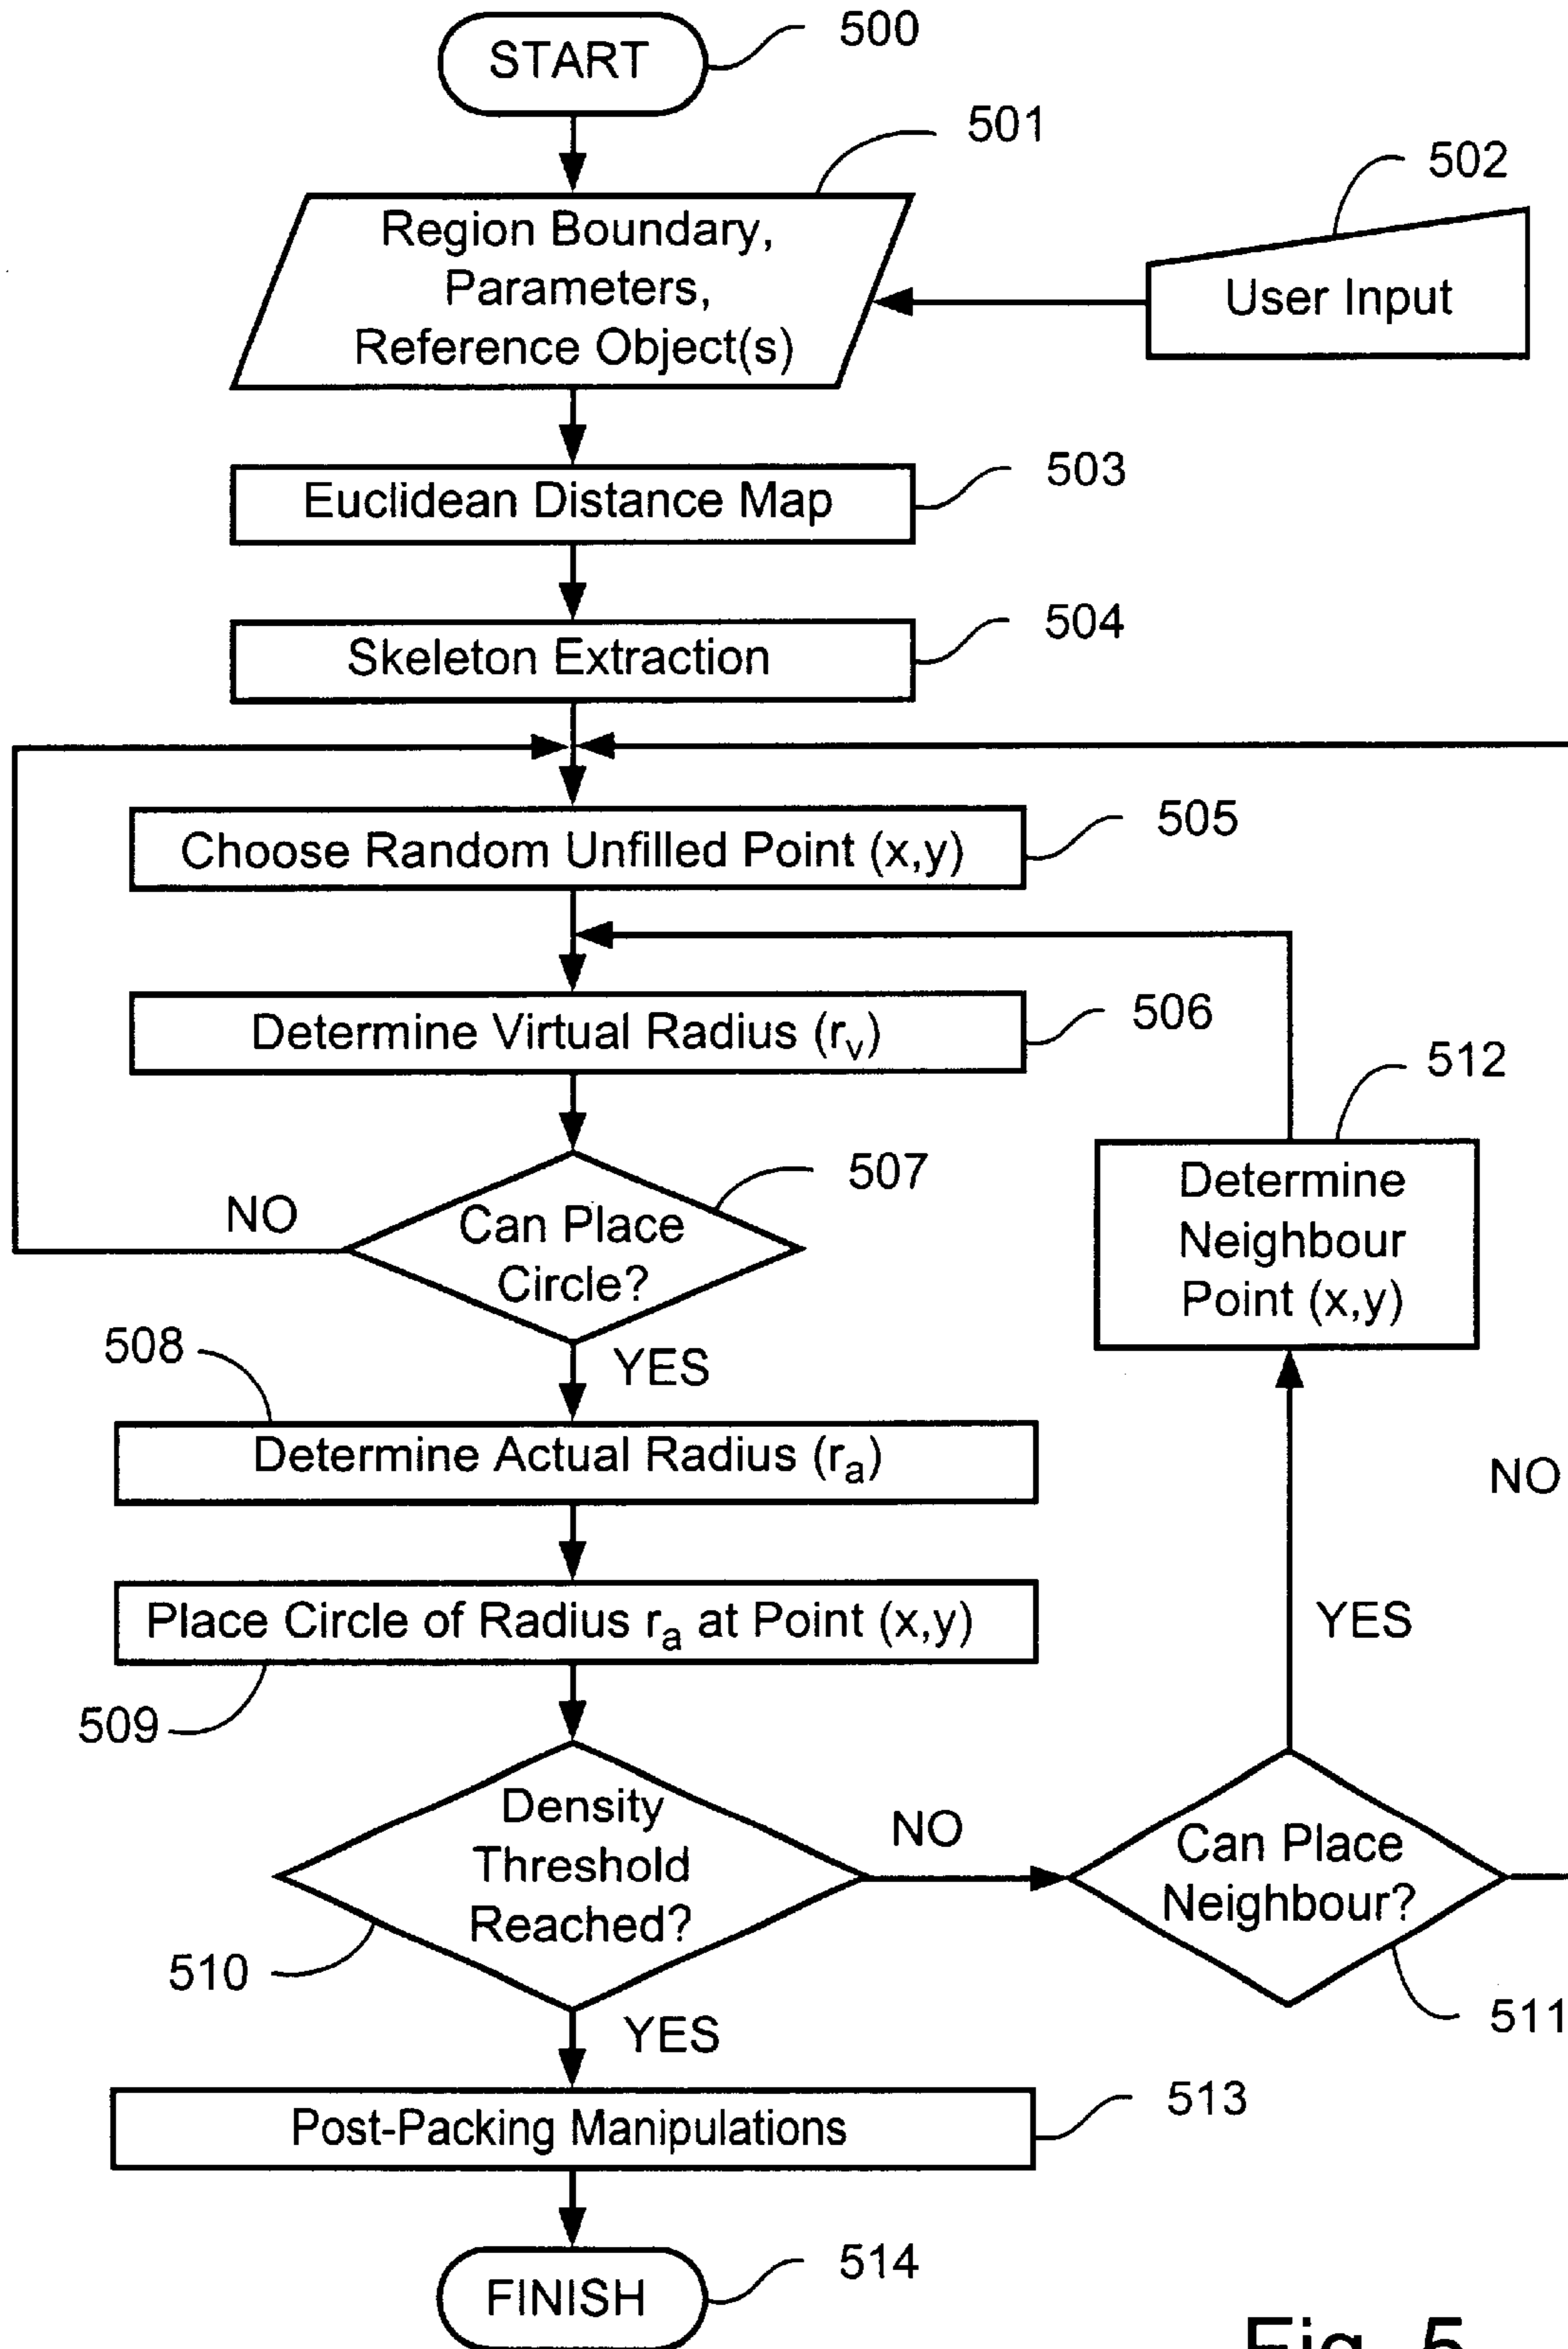 START
500
501
Region Boundary,
Parameters,
Reference Object(s)
502
User Input
Euclidean Distance Map
503
Skeleton Extraction
504
Choose Random Unfilled Point (x,y)
505
Determine Virtual Radius (rv)
506
NO
Can Place
Circle?
507
512
Determine
Neighbour
Point (x,y)
508
YES
Determine Actual Radius (ra)
NO
Place Circle of Radius ra at Point (x,y)
YES
509
Density
Threshold
Reached?
NO
Can Place
Neighbour?
510
511
YES
Post-Packing Manipulations
513
FINISH
514
Fig. 5